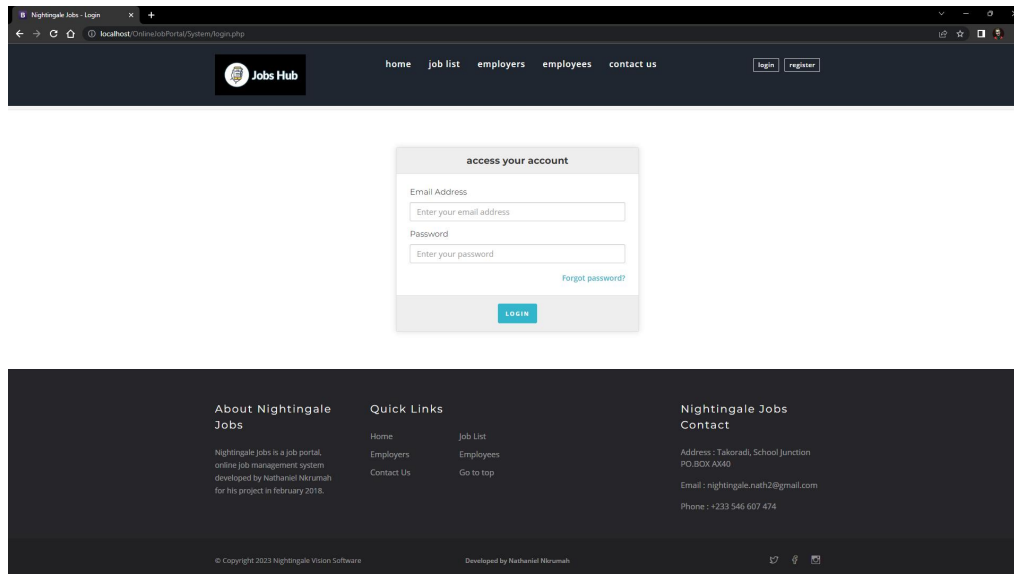 Nightingale Jobs - Login
localhost/OnlineJobPortal/System/login.php
Jobs Hub
home job list employers employees contact us
login register
access your account
Email Address
Enter your email address
Password
Enter your password
Forgot password?
LOGIN
About Nightingale
Jobs
Nightingale Jobs is a job portal,
online job management system
developed by Nathaniel Nkrumah
for his project in february 2018.
Quick Links
Home Job List
Employers Employees
Contact Us Go to top
Nightingale Jobs
Contact
Address : Takoradi, School Junction
PO.BOX AX40
Email : nightingale.nath2@gmail.com
Phone : +233 546 607 474
© Copyright 2023 Nightingale Vision Software
Developed by Nathaniel Nkrumah